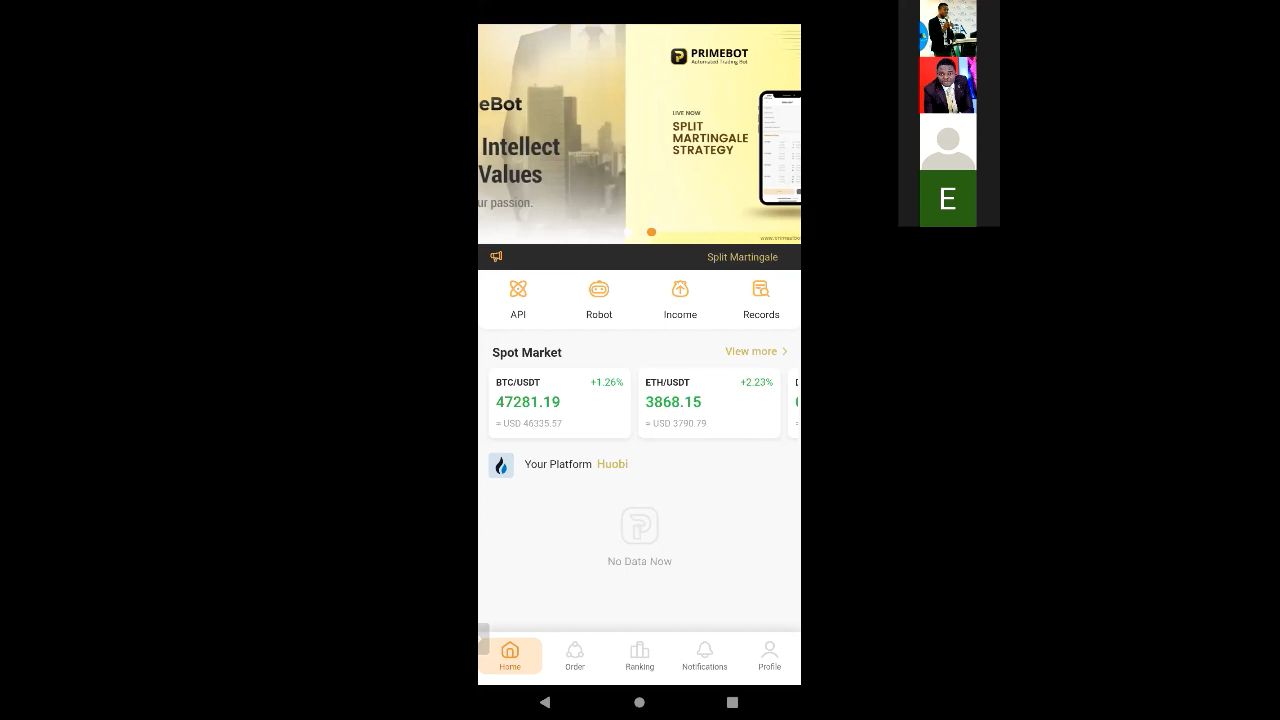 eBot
Intellect
Values
ur passion.
PRIMEBOT
Automated Trading Bot
LIVE NOW
SPLIT
MARTINGALE
STRATEGY
Split Martingale
API
Robot
Income
Records
Spot Market
View more
BTC/USDT
+1.26%
47281.19
≈ USD 46335.57
ETH/USDT
+2.23%
3868.15
≈ USD 3790.79
Your Platform Huobi
No Data Now
Home
Order
Ranking
Notifications
Profile
E